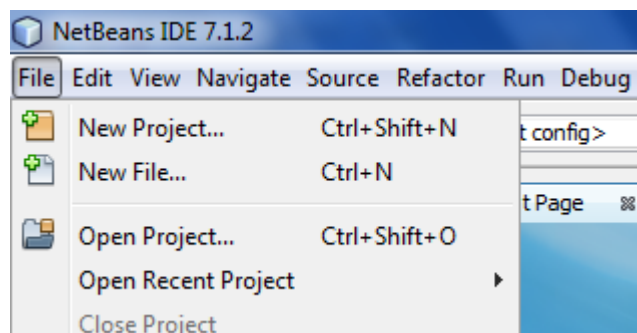 NetBeans IDE 7.1.2
File Edit View Navigate Source Refactor Run Debug
New Project... Ctrl+Shift+N
t config>
New File... Ctrl+N
t Page
Open Project... Ctrl+Shift+O
Open Recent Project
Close Project